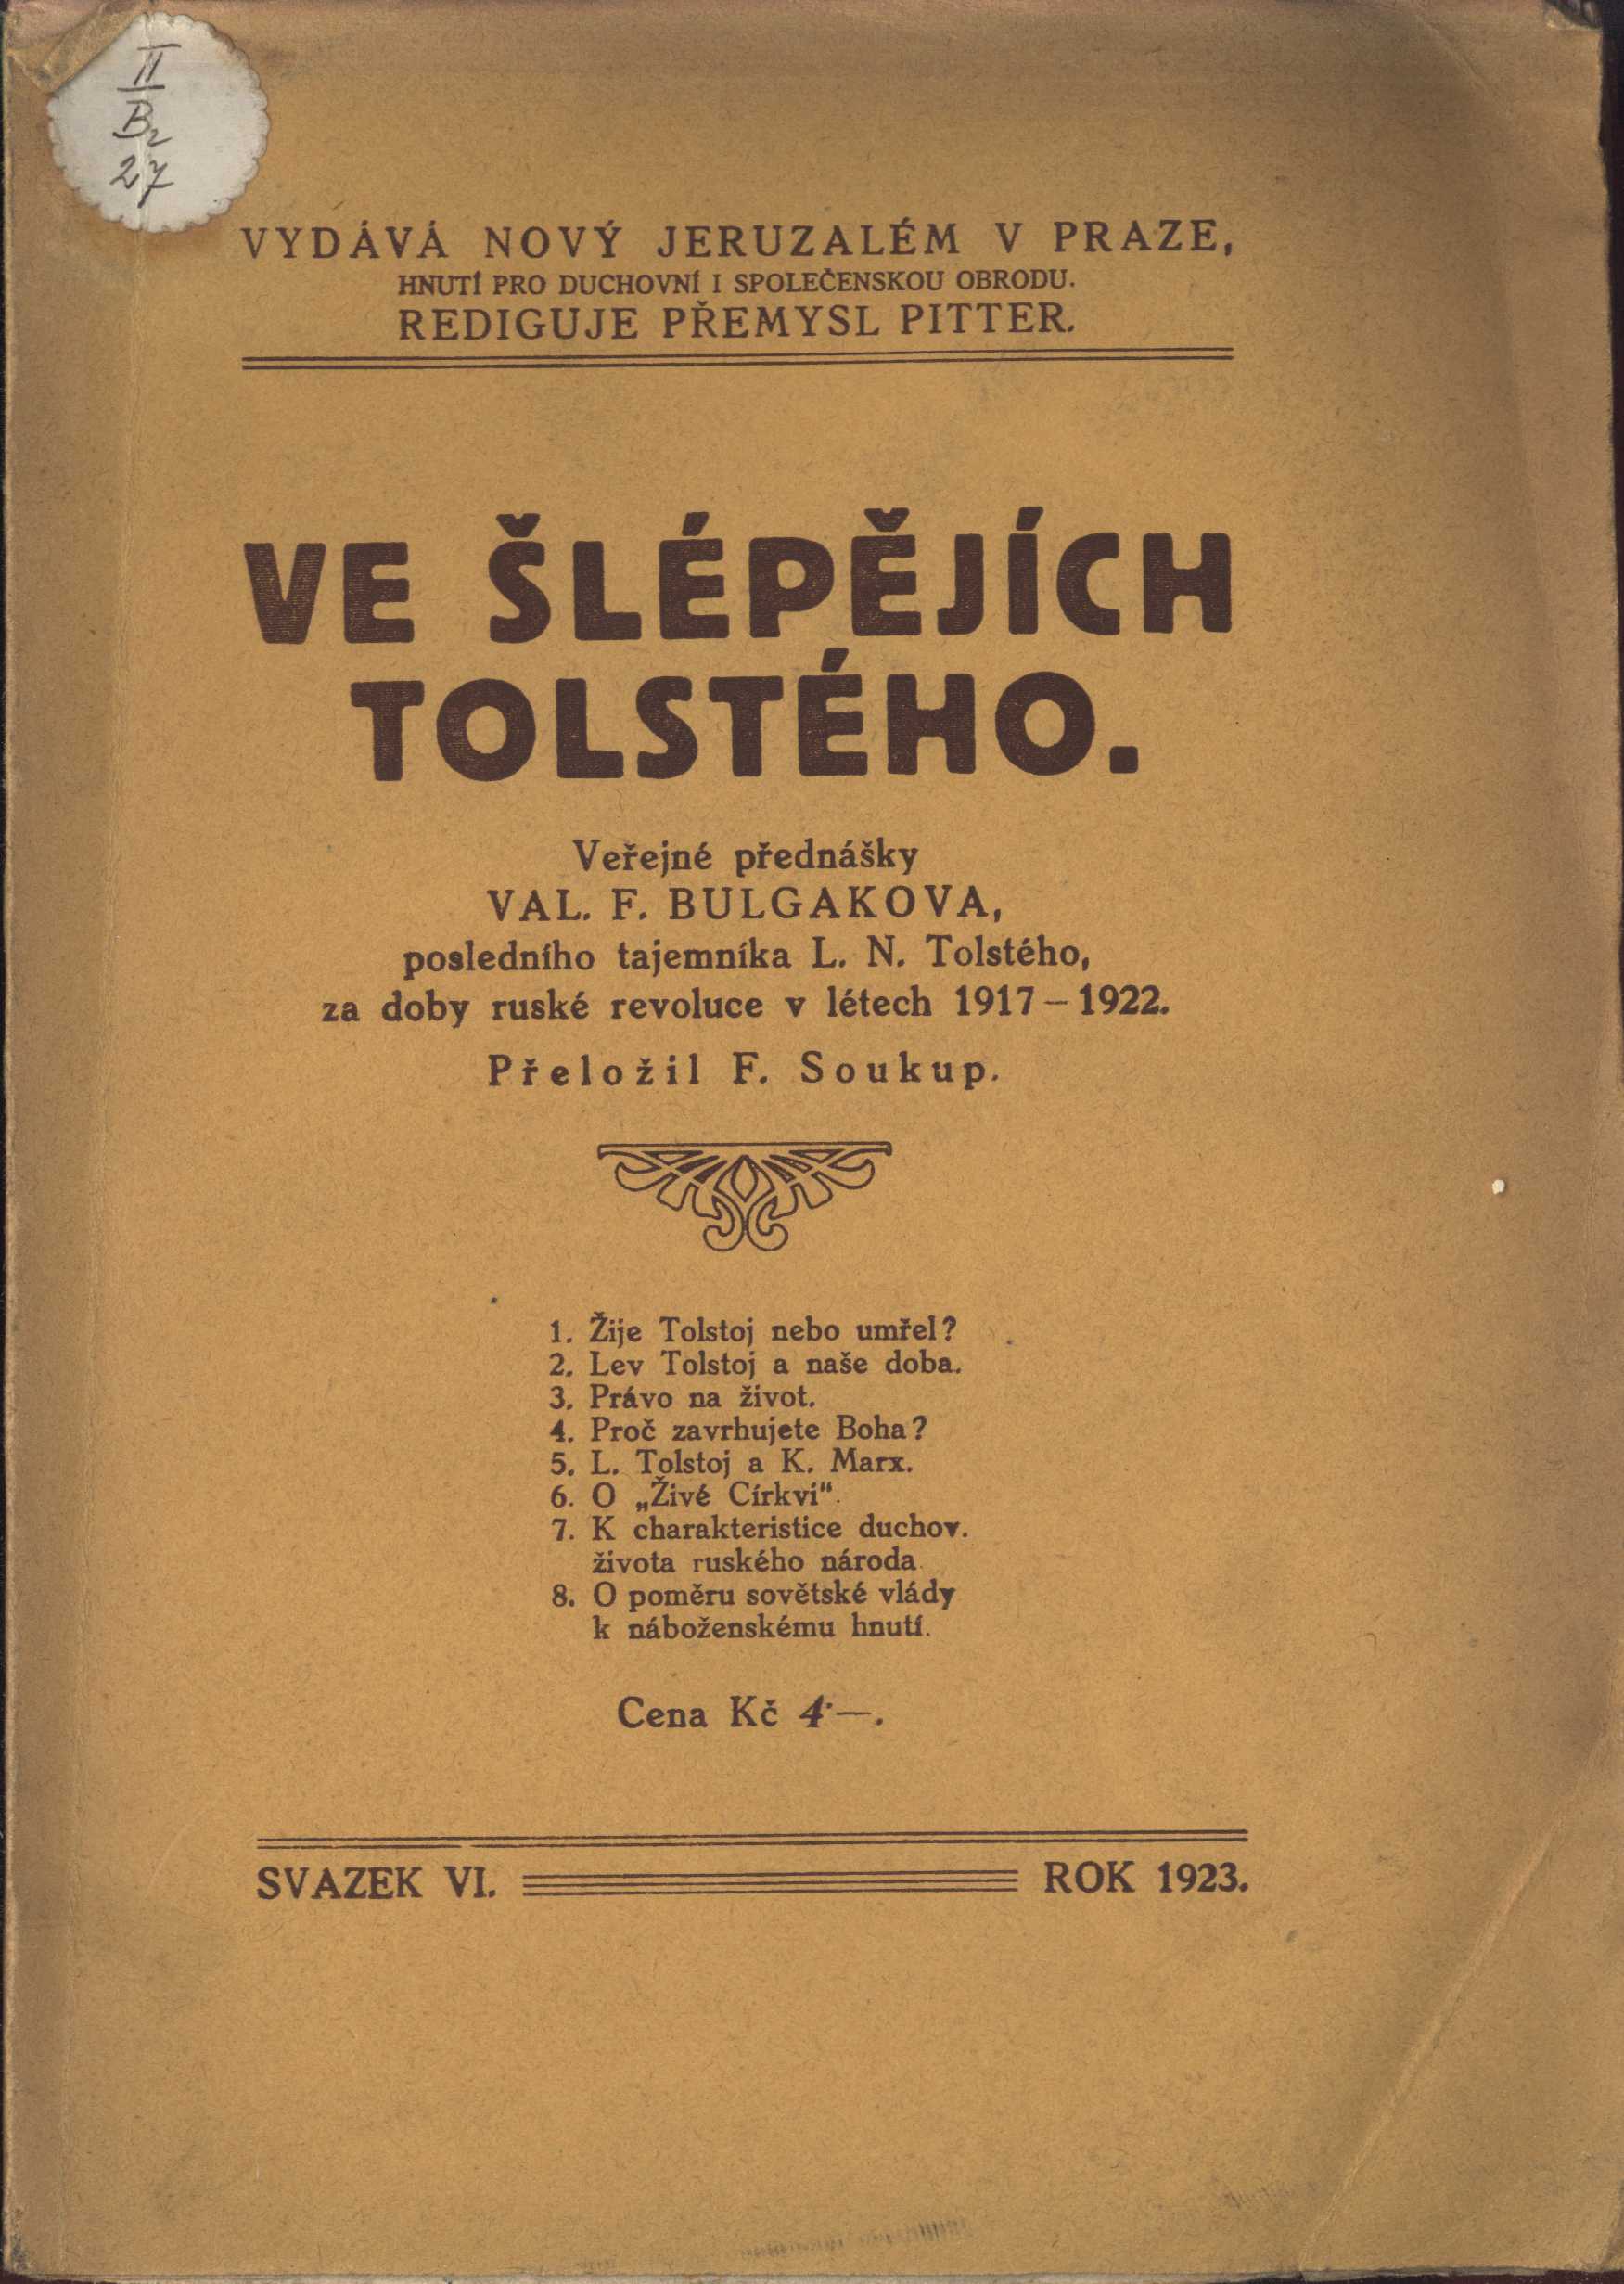 II
B2
27
VYDÁVÁ NOVÝ JERUZALÉM V PRAZE,
HNUTÍ PRO DUCHOVNÍ I SPOLEČENSKOU OBRODU.
REDIGUJE PŘEMYSL PITTER.
VE ŠLÉPĚJÍCH
TOLSTÉHO.
Veřejné přednášky
VAL. F. BULGAKOVA,
posledního tajemníka L. N. Tolstého,
za doby ruské revoluce v létech 1917–1922.
Přeložil F. Soukup.
1. Žije Tolstoj nebo umřel?
2. Lev Tolstoj a naše doba.
3. Právo na život.
4. Proč zavrhujete Boha?
5. L. Tolstoj a K. Marx.
6. O „Živé Církvi".
7. K charakteristice duchov.
života ruského národa.
8. O poměru sovětské vlády
k náboženskému hnutí.
Cena Kč 4·—.
SVAZEK VI. ROK 1923.